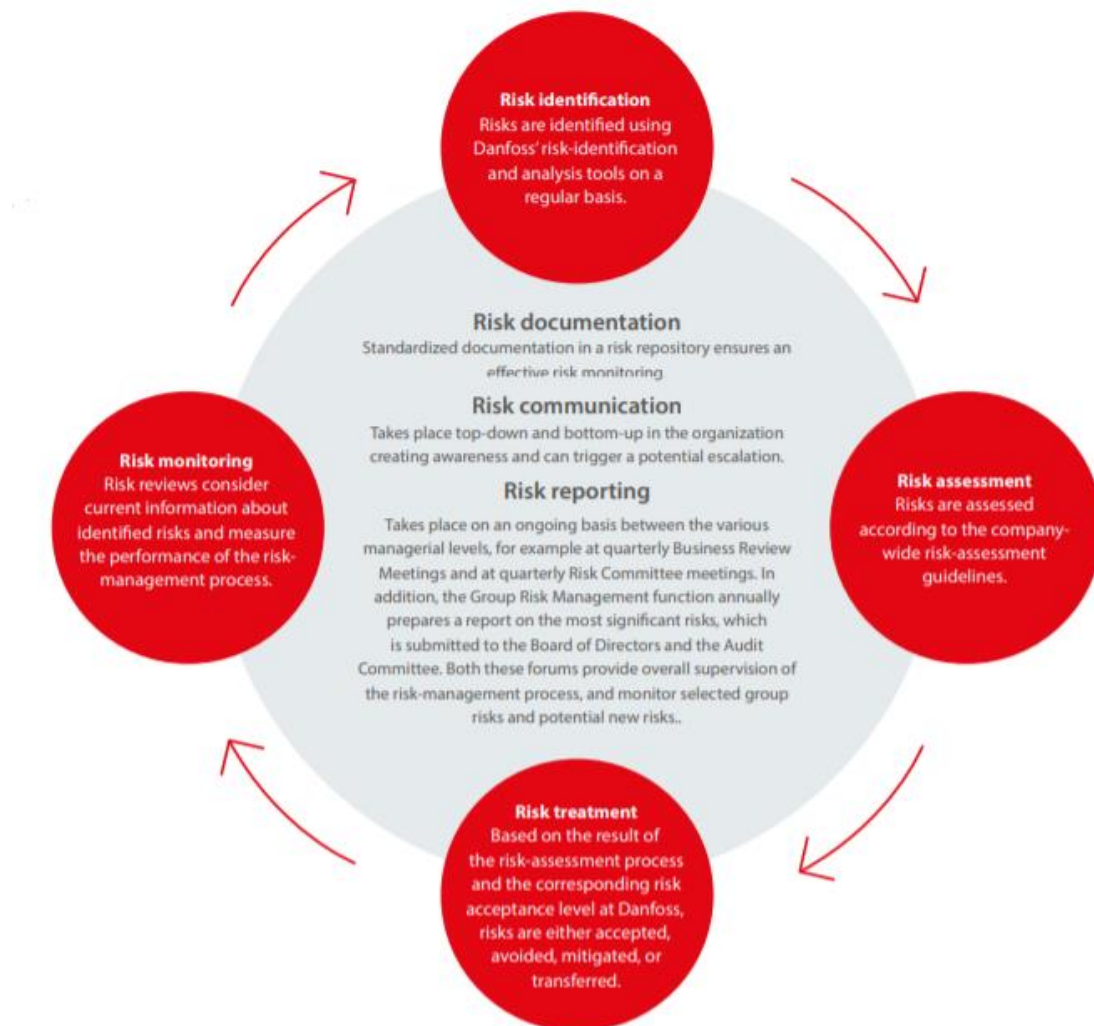 Risk identification
Risks are identified using
Danfoss' risk-identification
and analysis tools on a
regular basis.
Risk documentation
Standardized documentation in a risk repository ensures an
effective risk monitoring
Risk communication
Takes place top-down and bottom-up in the organization
creating awareness and can trigger a potential escalation.
Risk reporting
Takes place on an ongoing basis between the various
managerial levels, for example at quarterly Business Review
Meetings and at quarterly Risk Committee meetings. In
addition, the Group Risk Management function annually
prepares a report on the most significant risks, which
is submitted to the Board of Directors and the Audit
Committee. Both these forums provide overall supervision of
the risk-management process, and monitor selected group
risks and potential new risks..
Risk monitoring
Risk reviews consider
current information about
identified risks and measure
the performance of the risk-
management process.
Risk assessment
Risks are assessed
according to the company-
wide risk-assessment
guidelines.
Risk treatment
Based on the result of
the risk-assessment process
and the corresponding risk
acceptance level at Danfoss,
risks are either accepted,
avoided, mitigated, or
transferred.